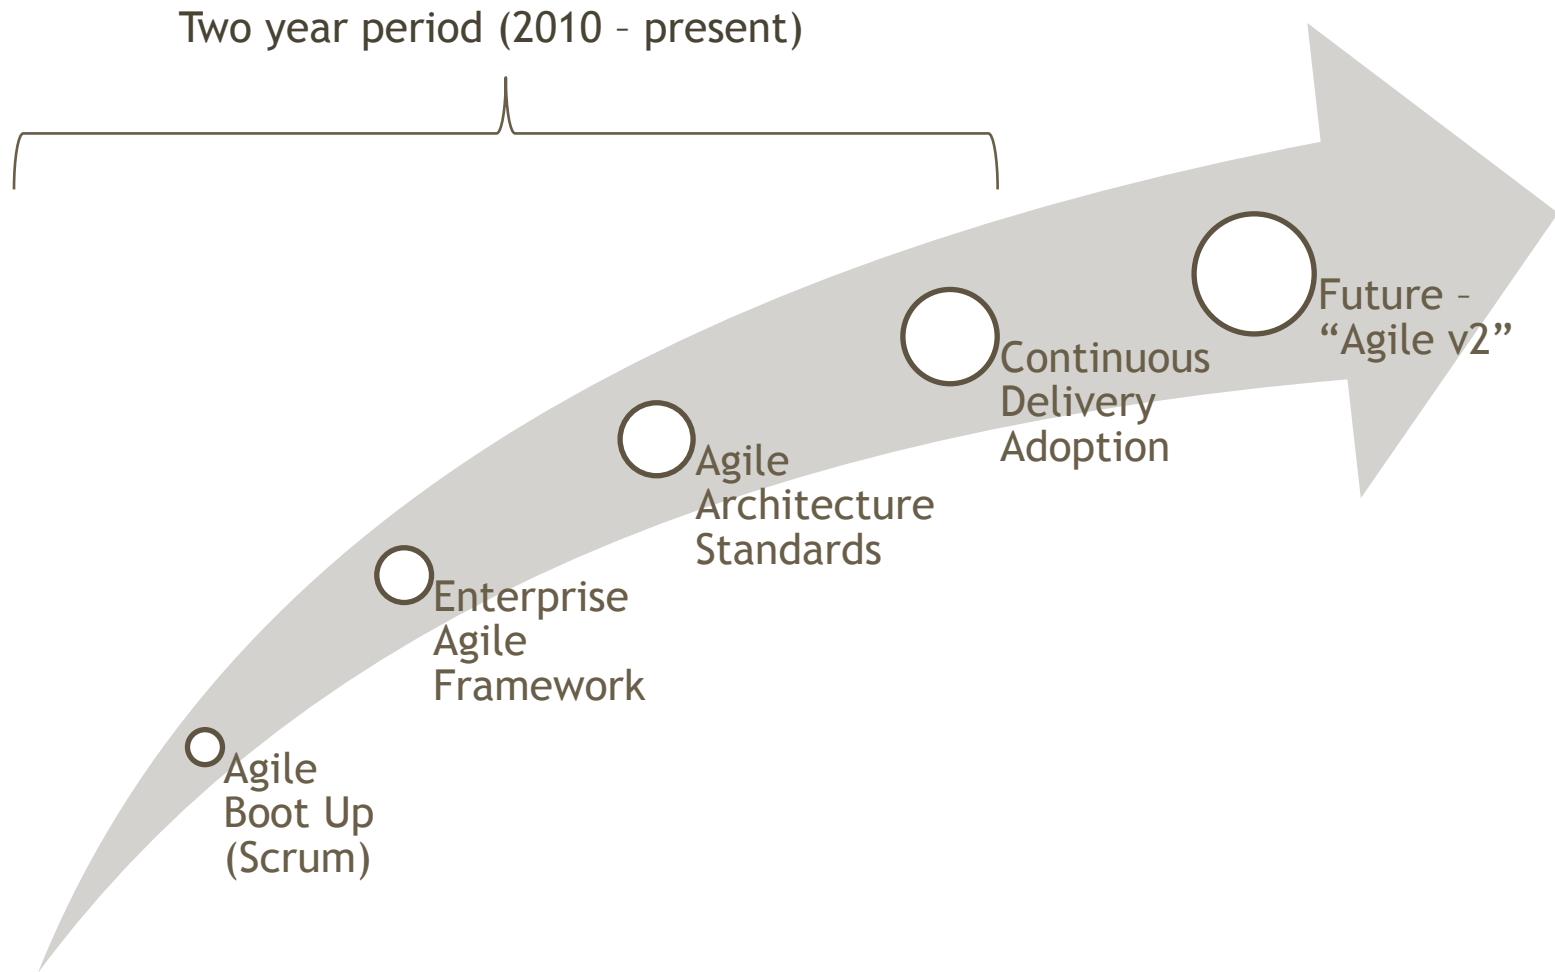 Two year period (2010 – present)
Future –
“Agile v2”
Continuous
Delivery
Adoption
Agile
Architecture
Standards
Enterprise
Agile
Framework
Agile
Boot Up
(Scrum)